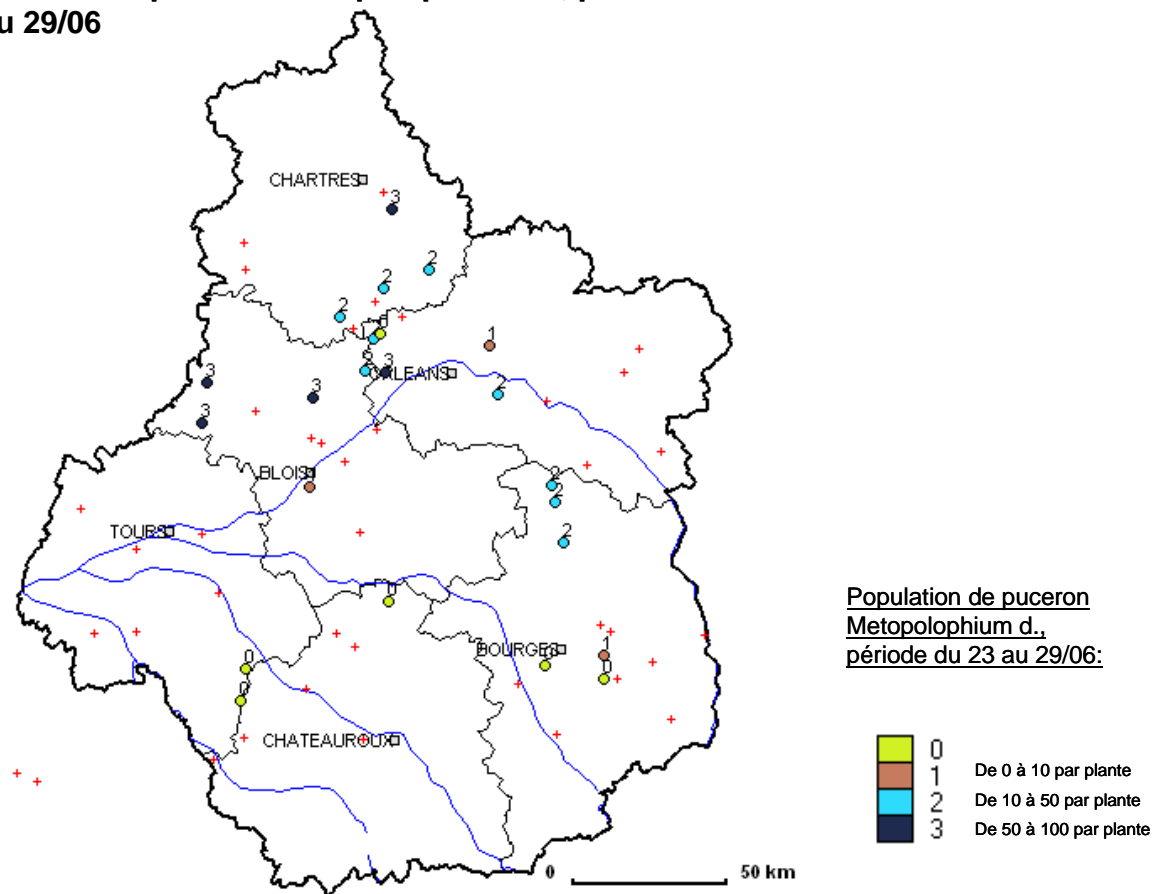 u 29/06
CHARTRES
3
2
2
2
0
1
1
2
3
ORLEANS
3
3
2
3
BLOIS
2
2
TOURS
2
0
BOURGES
1
0
0
0
0
CHATEAUROUX
Population de puceron
Metopolophium d.,
période du 23 au 29/06:
0
1 De 0 à 10 par plante
2 De 10 à 50 par plante
3 De 50 à 100 par plante
0 50 km